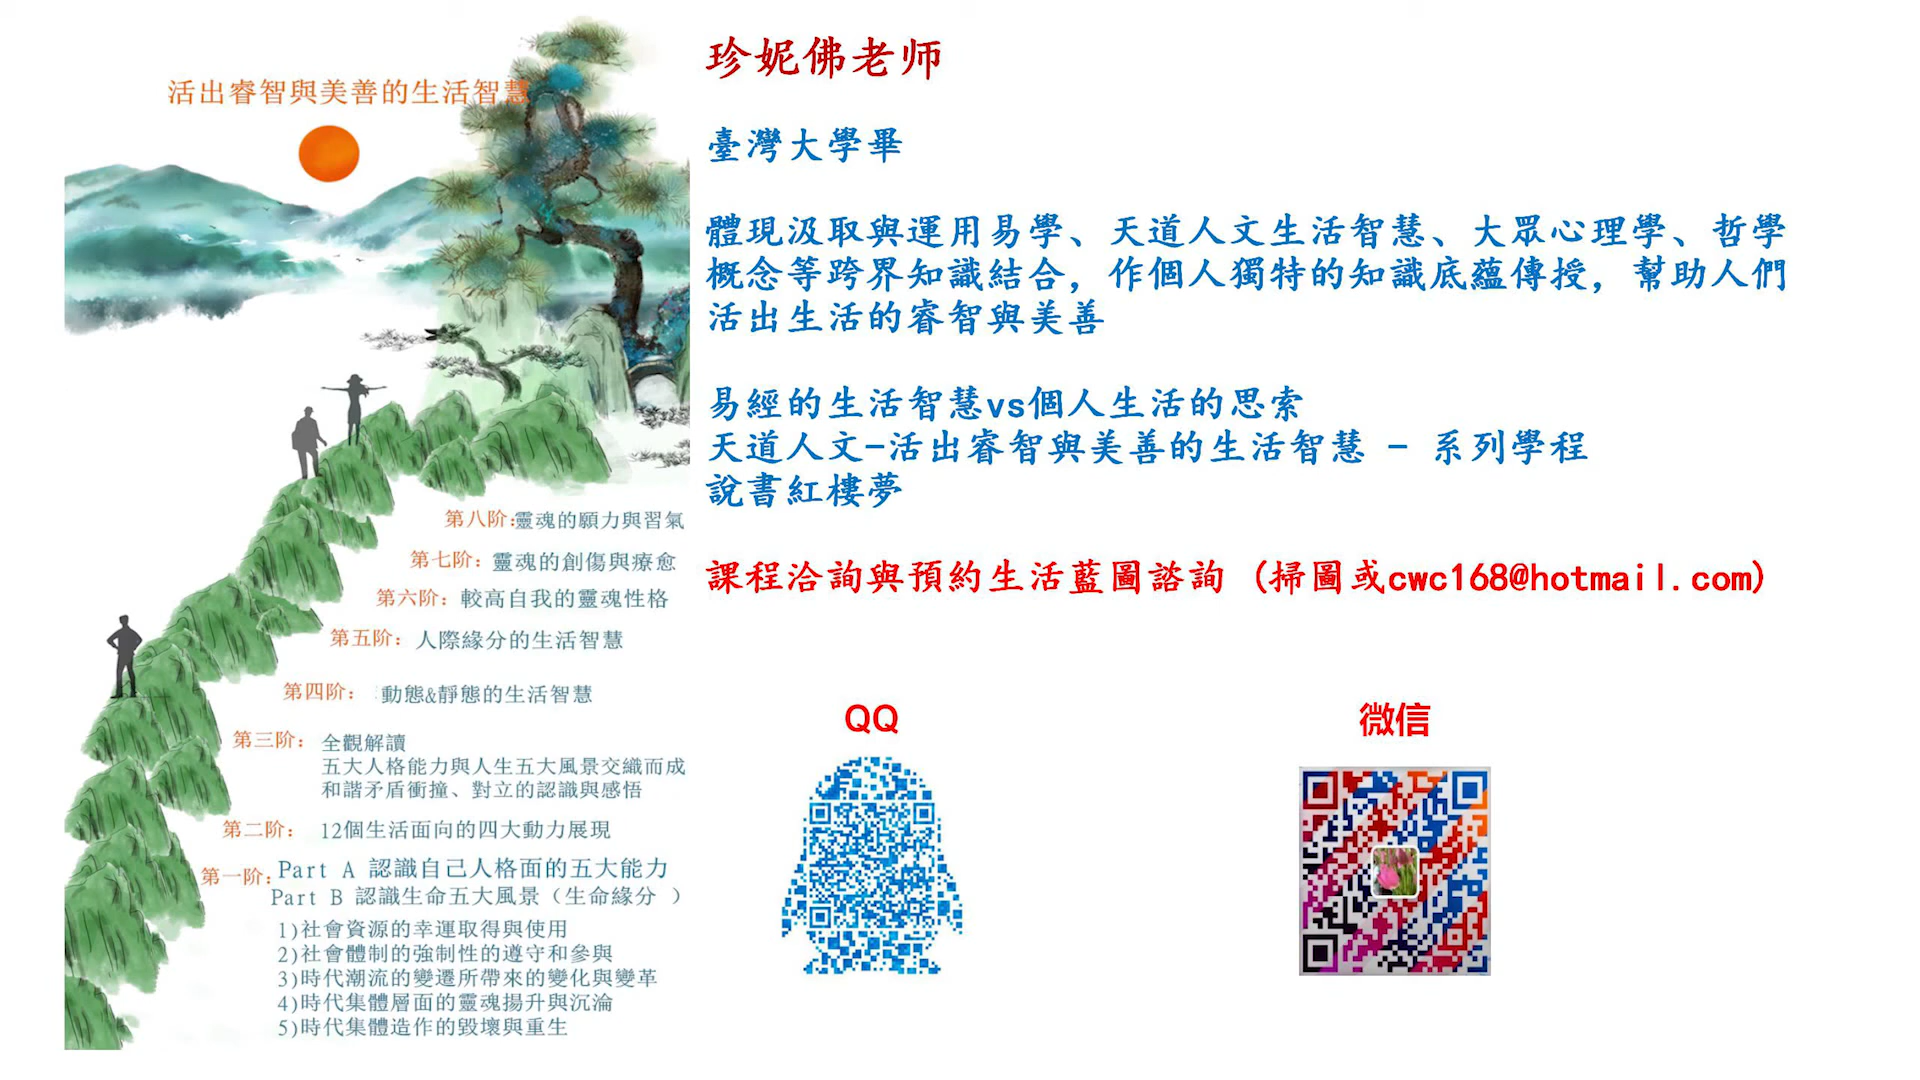 活出睿智與美善的生活智慧
第八阶:靈魂的願力與習氣
第七阶：靈魂的創傷與療愈
第六阶：較高自我的靈魂性格
第五阶：人際緣分的生活智慧
第四阶：動態&靜態的生活智慧
第三阶：全觀解讀
五大人格能力與人生五大風景交織而成
和諧矛盾衝撞、對立的認識與感悟
第二阶：12個生活面向的四大動力展現
第一阶:Part A 認識自己人格面的五大能力
Part B 認識生命五大風景（生命緣分 ）
1)社會資源的幸運取得與使用
2)社會體制的強制性的遵守和參與
3)時代潮流的變遷所帶來的變化與變革
4)時代集體層面的靈魂揚升與沉淪
5)時代集體造作的毀壞與重生
珍妮佛老师
臺灣大學畢
體現汲取與運用易學、天道人文生活智慧、大眾心理學、哲學
概念等跨界知識結合，作個人獨特的知識底蘊傳授，幫助人們
活出生活的睿智與美善
易經的生活智慧vs個人生活的思索
天道人文-活出睿智與美善的生活智慧 - 系列學程
說書紅樓夢
課程洽詢與預約生活藍圖諮詢 (掃圖或cwc168@hotmail.com)
QQ
微信